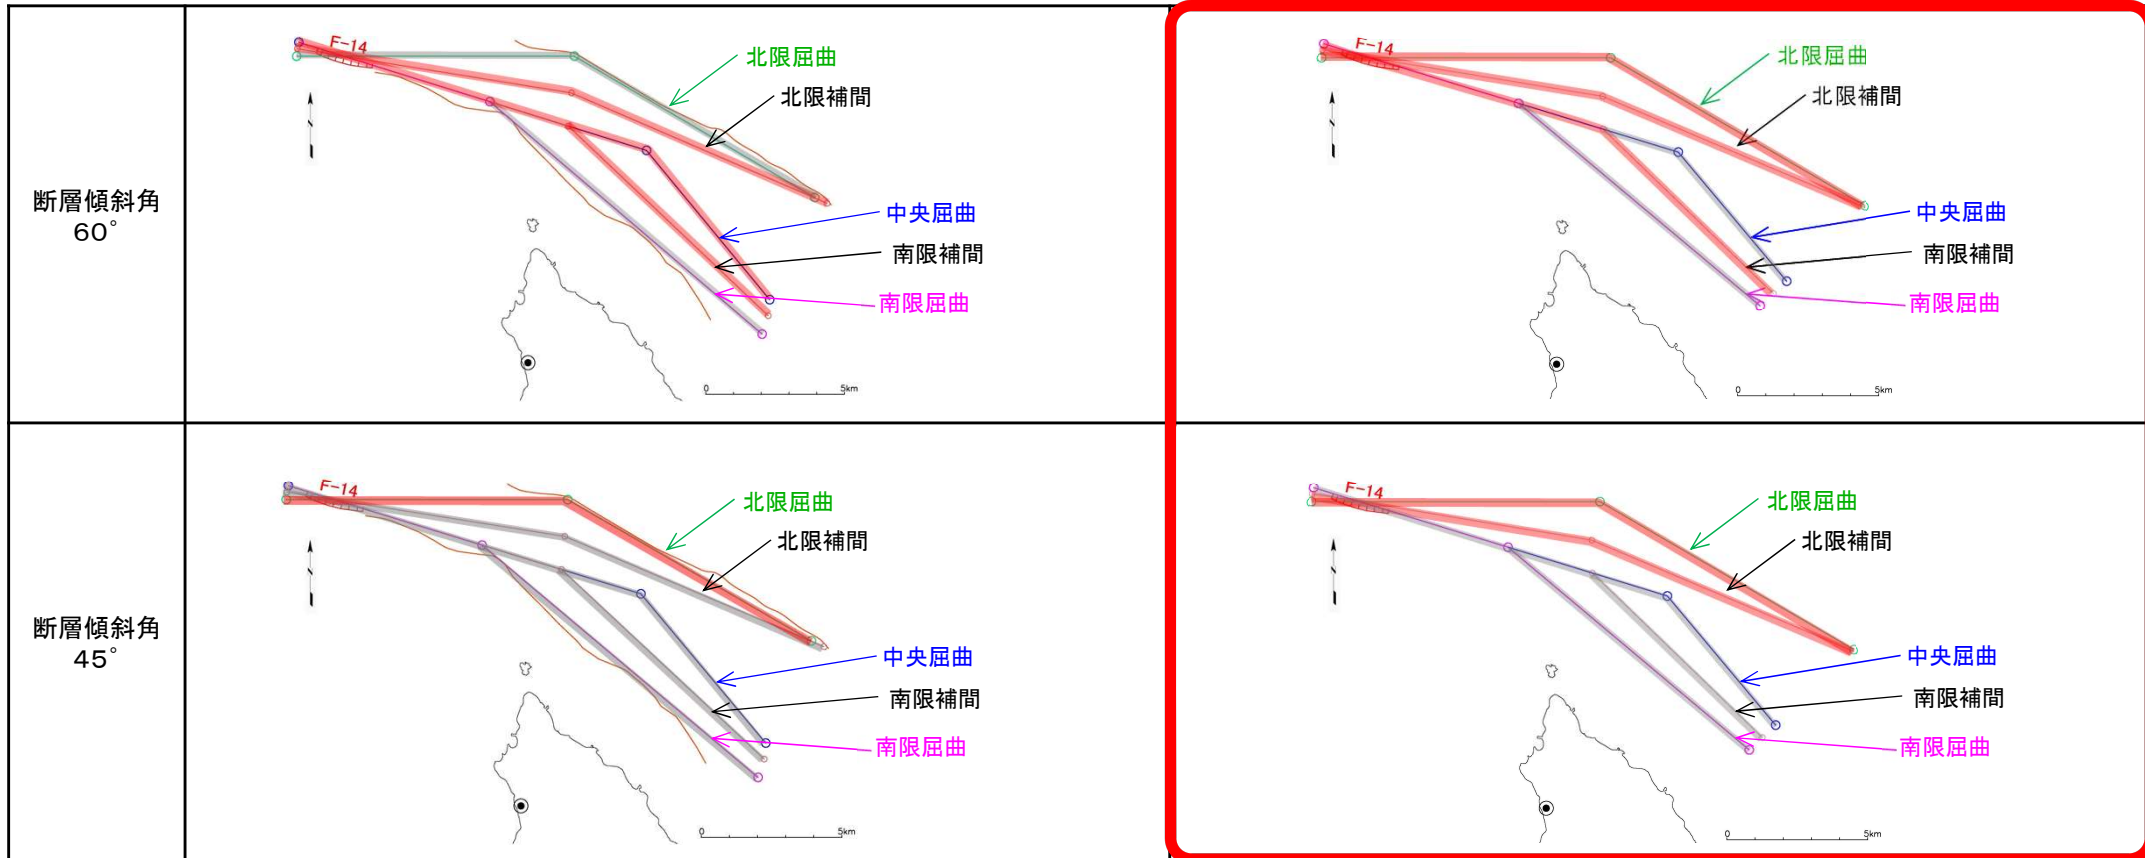 断層傾斜角
60°
F-14
北限屈曲
北限補間
中央屈曲
南限補間
南限屈曲
0 5km
F-14
北限屈曲
北限補間
中央屈曲
南限補間
南限屈曲
0 5km
断層傾斜角
45°
F-14
北限屈曲
北限補間
中央屈曲
南限補間
南限屈曲
0 5km
F-14
北限屈曲
北限補間
中央屈曲
南限補間
南限屈曲
0 5km